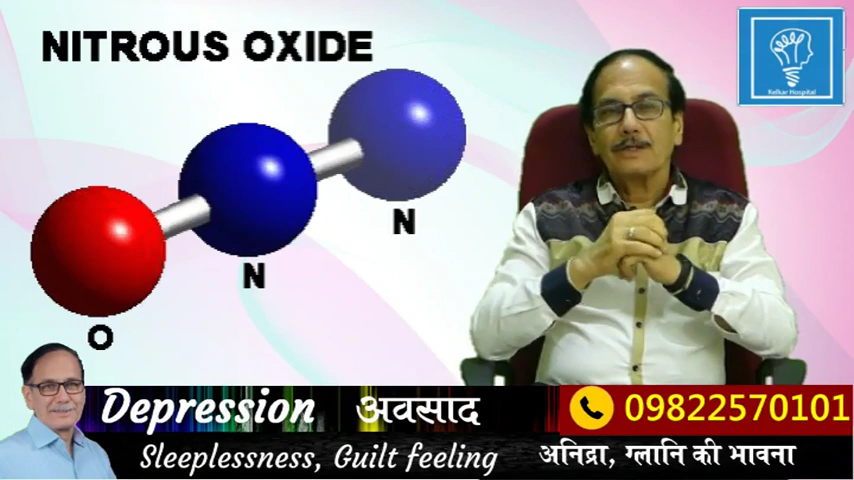 NITROUS OXIDE
Kelkar Hospital
N
N
O
Depression अवसाद 09822570101
Sleeplessness, Guilt feeling अनिद्रा, ग्लानि की भावना